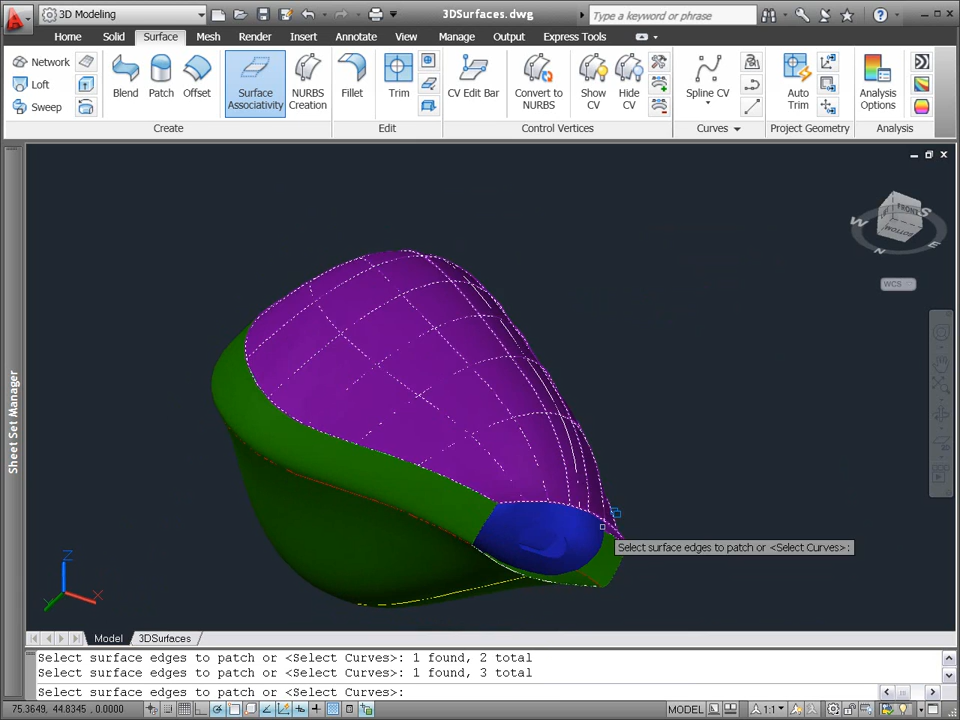 3D Modeling
3DSurfaces.dwg
Type a keyword or phrase
Home Solid Surface Mesh Render Insert Annotate View Manage Output Express Tools
Network
Loft
Sweep
Blend
Patch
Offset
Surface
Associativity
NURBS
Creation
Fillet
Trim
CV Edit Bar
Convert to
NURBS
Show
CV
Hide
CV
Spline CV
Auto
Trim
Analysis
Options
Create
Edit
Control Vertices
Curves
Project Geometry
Analysis
FRONT
BOTTOM
W
S
N
E
WCS
Sheet Set Manager
Select surface edges to patch or <Select Curves>:
Z
X
Y
Model 3DSurfaces
Select surface edges to patch or <Select Curves>: 1 found, 2 total
Select surface edges to patch or <Select Curves>: 1 found, 3 total
Select surface edges to patch or <Select Curves>:
75.3649, 44.8345 , 0.0000
MODEL
1:1